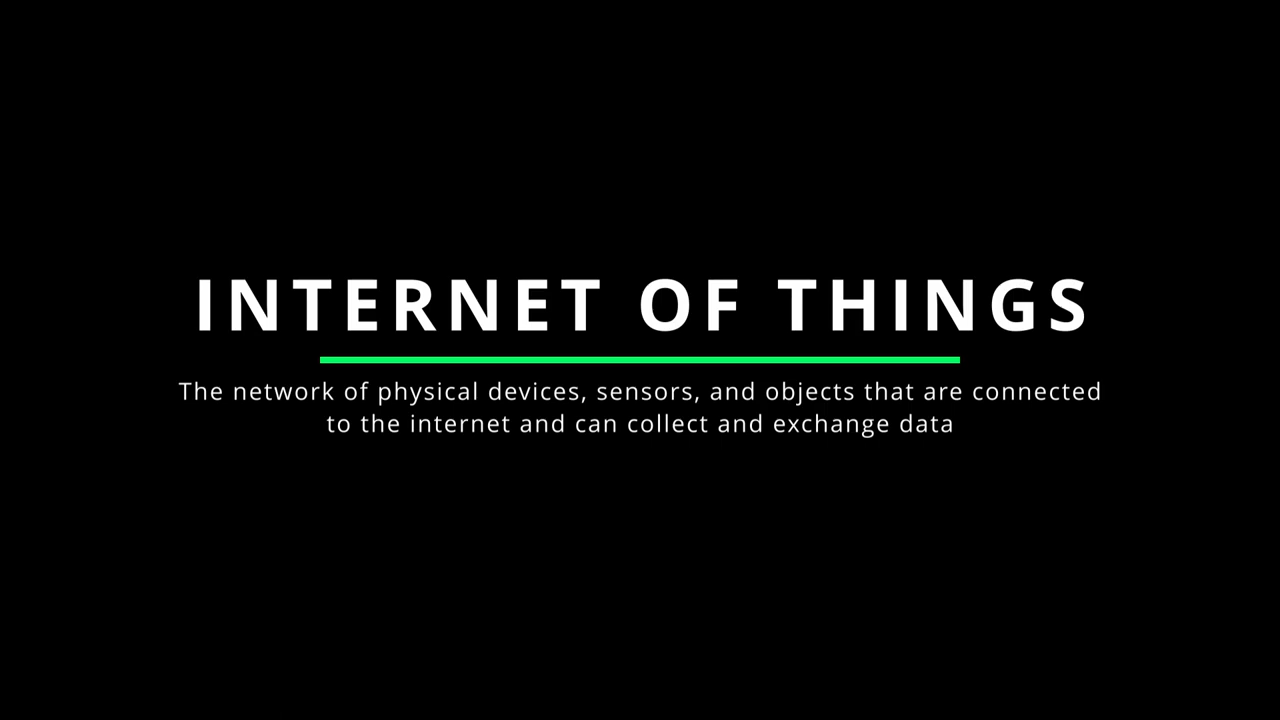 INTERNET OF THINGS
The network of physical devices, sensors, and objects that are connected
to the internet and can collect and exchange data